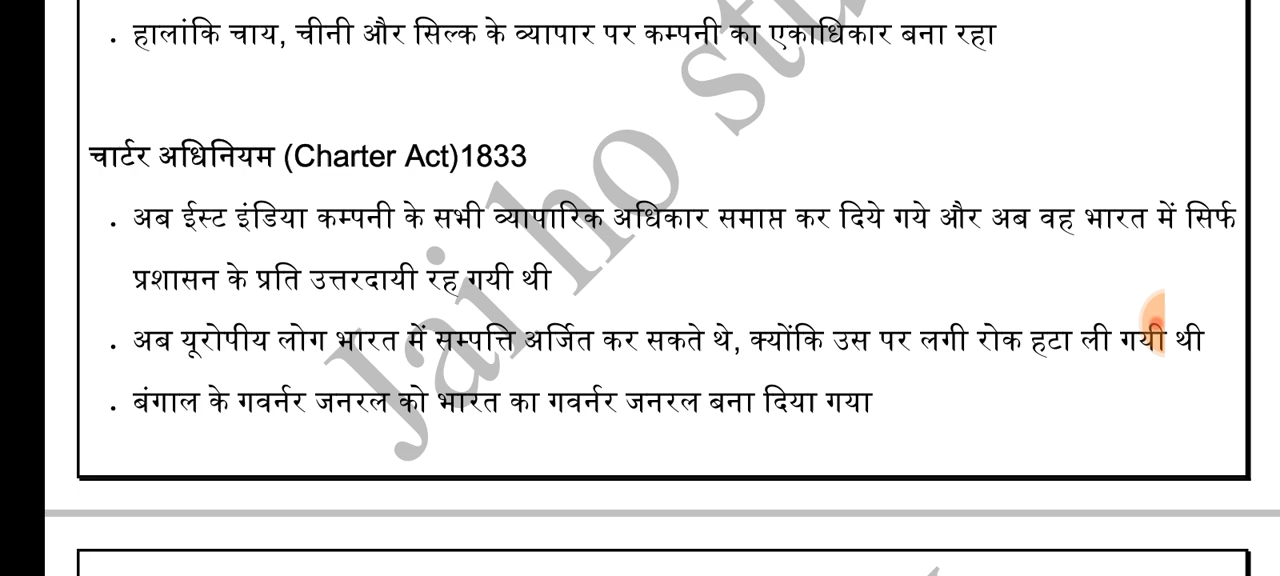 . हालांकि चाय, चीनी और सिल्क के व्यापार पर कम्पनी का एकाधिकार बना रहा
चार्टर अधिनियम (Charter Act)1833
. अब ईस्ट इंडिया कम्पनी के सभी व्यापारिक अधिकार समाप्त कर दिये गये और अब वह भारत में सिर्फ
प्रशासन के प्रति उत्तरदायी रह गयी थी
. अब यूरोपीय लोग भारत में सम्पत्ति अर्जित कर सकते थे, क्योंकि उस पर लगी रोक हटा ली गयी थी
. बंगाल के गवर्नर जनरल को भारत का गवर्नर जनरल बना दिया गया
Jai ho